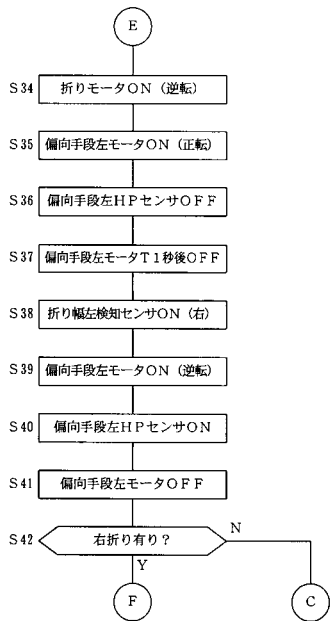 E
S34 折りモータON（逆転）
S35 偏向手段左モータON（正転）
S36 偏向手段左HPセンサOFF
S37 偏向手段左モータT1秒後OFF
S38 折り幅左検知センサON（右）
S39 偏向手段左モータON（逆転）
S40 偏向手段左HPセンサON
S41 偏向手段左モータOFF
S42 右折り有り？ N
Y
F C